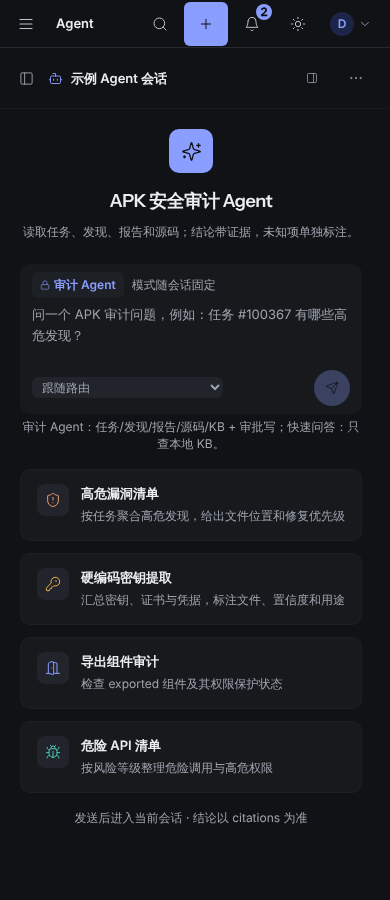 Agent
2
D
示例 Agent 会话
APK 安全审计 Agent
读取任务、发现、报告和源码；结论带证据，未知项单独标注。
审计 Agent 模式随会话固定
问一个 APK 审计问题，例如：任务 #100367 有哪些高
危发现？
跟随路由
审计 Agent：任务/发现/报告/源码/KB + 审批写；快速问答：只
查本地 KB。
高危漏洞清单
按任务聚合高危发现，给出文件位置和修复优先级
硬编码密钥提取
汇总密钥、证书与凭据，标注文件、置信度和用途
导出组件审计
检查 exported 组件及其权限保护状态
危险 API 清单
按风险等级整理危险调用与高危权限
发送后进入当前会话 · 结论以 citations 为准